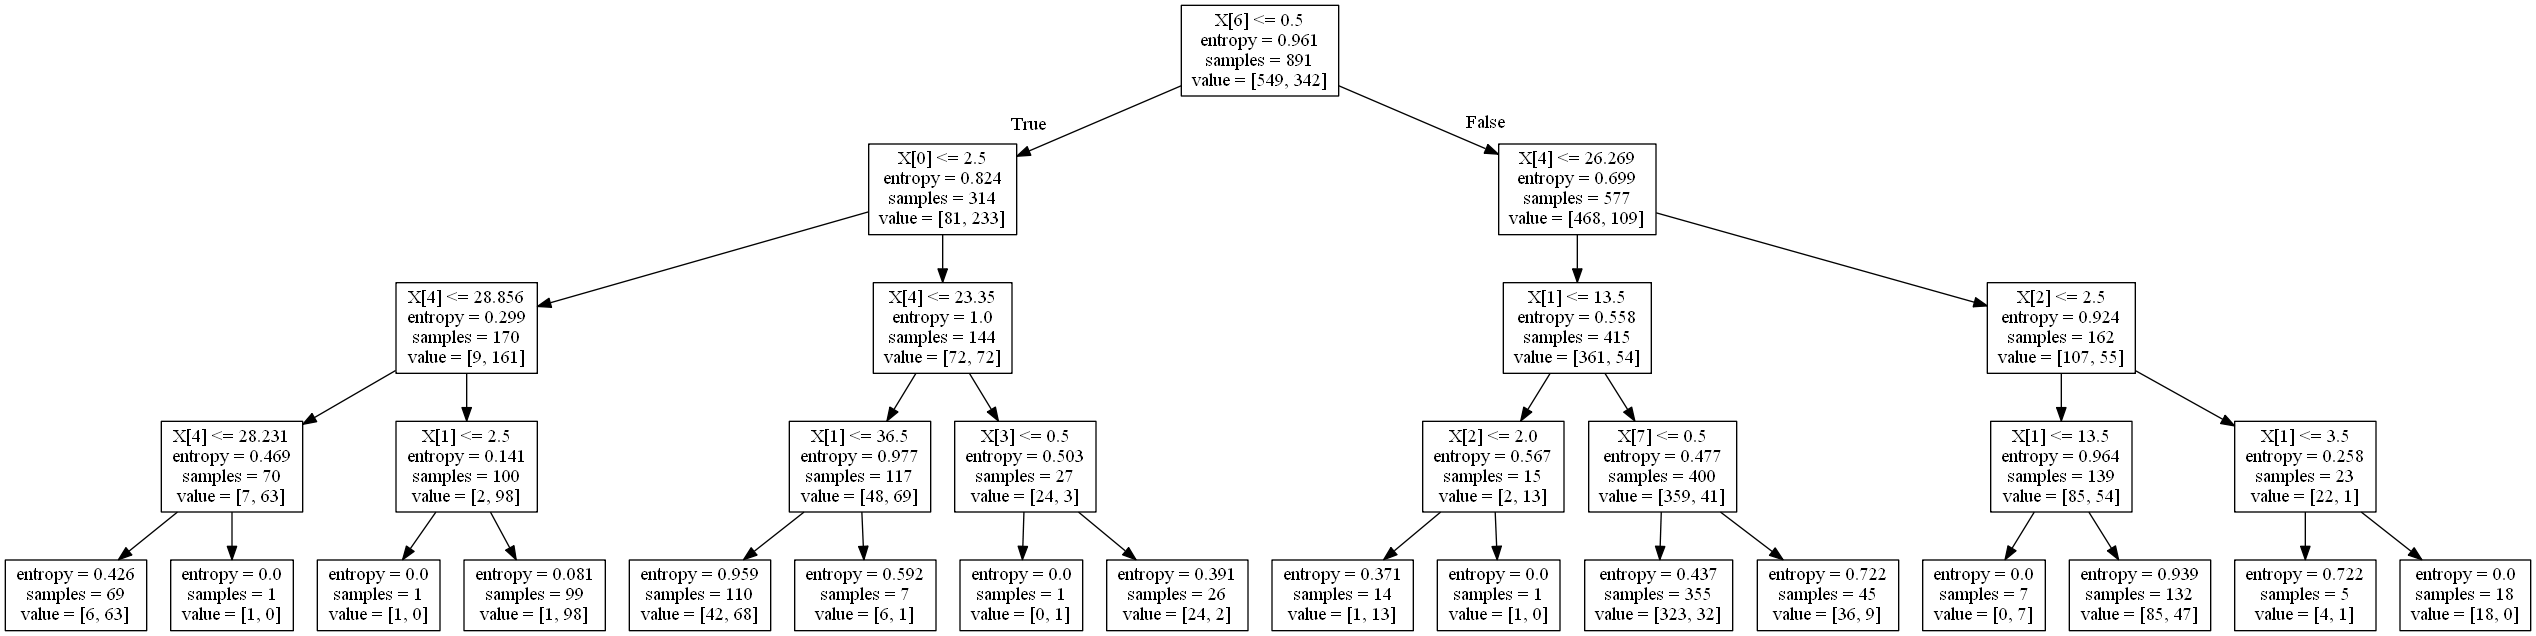 X[6] <= 0.5
entropy = 0.961
samples = 891
value = [549, 342]
True
False
X[0] <= 2.5
entropy = 0.824
samples = 314
value = [81, 233]
X[4] <= 26.269
entropy = 0.699
samples = 577
value = [468, 109]
X[4] <= 28.856
entropy = 0.299
samples = 170
value = [9, 161]
X[4] <= 23.35
entropy = 1.0
samples = 144
value = [72, 72]
X[1] <= 13.5
entropy = 0.558
samples = 415
value = [361, 54]
X[2] <= 2.5
entropy = 0.924
samples = 162
value = [107, 55]
X[4] <= 28.231
entropy = 0.469
samples = 70
value = [7, 63]
X[1] <= 2.5
entropy = 0.141
samples = 100
value = [2, 98]
X[1] <= 36.5
entropy = 0.977
samples = 117
value = [48, 69]
X[3] <= 0.5
entropy = 0.503
samples = 27
value = [24, 3]
X[2] <= 2.0
entropy = 0.567
samples = 15
value = [2, 13]
X[7] <= 0.5
entropy = 0.477
samples = 400
value = [359, 41]
X[1] <= 13.5
entropy = 0.964
samples = 139
value = [85, 54]
X[1] <= 3.5
entropy = 0.258
samples = 23
value = [22, 1]
entropy = 0.426
samples = 69
value = [6, 63]
entropy = 0.0
samples = 1
value = [1, 0]
entropy = 0.0
samples = 1
value = [1, 0]
entropy = 0.081
samples = 99
value = [1, 98]
entropy = 0.959
samples = 110
value = [42, 68]
entropy = 0.592
samples = 7
value = [6, 1]
entropy = 0.0
samples = 1
value = [0, 1]
entropy = 0.391
samples = 26
value = [24, 2]
entropy = 0.371
samples = 14
value = [1, 13]
entropy = 0.0
samples = 1
value = [1, 0]
entropy = 0.437
samples = 355
value = [323, 32]
entropy = 0.722
samples = 45
value = [36, 9]
entropy = 0.0
samples = 7
value = [0, 7]
entropy = 0.939
samples = 132
value = [85, 47]
entropy = 0.722
samples = 5
value = [4, 1]
entropy = 0.0
samples = 18
value = [18, 0]